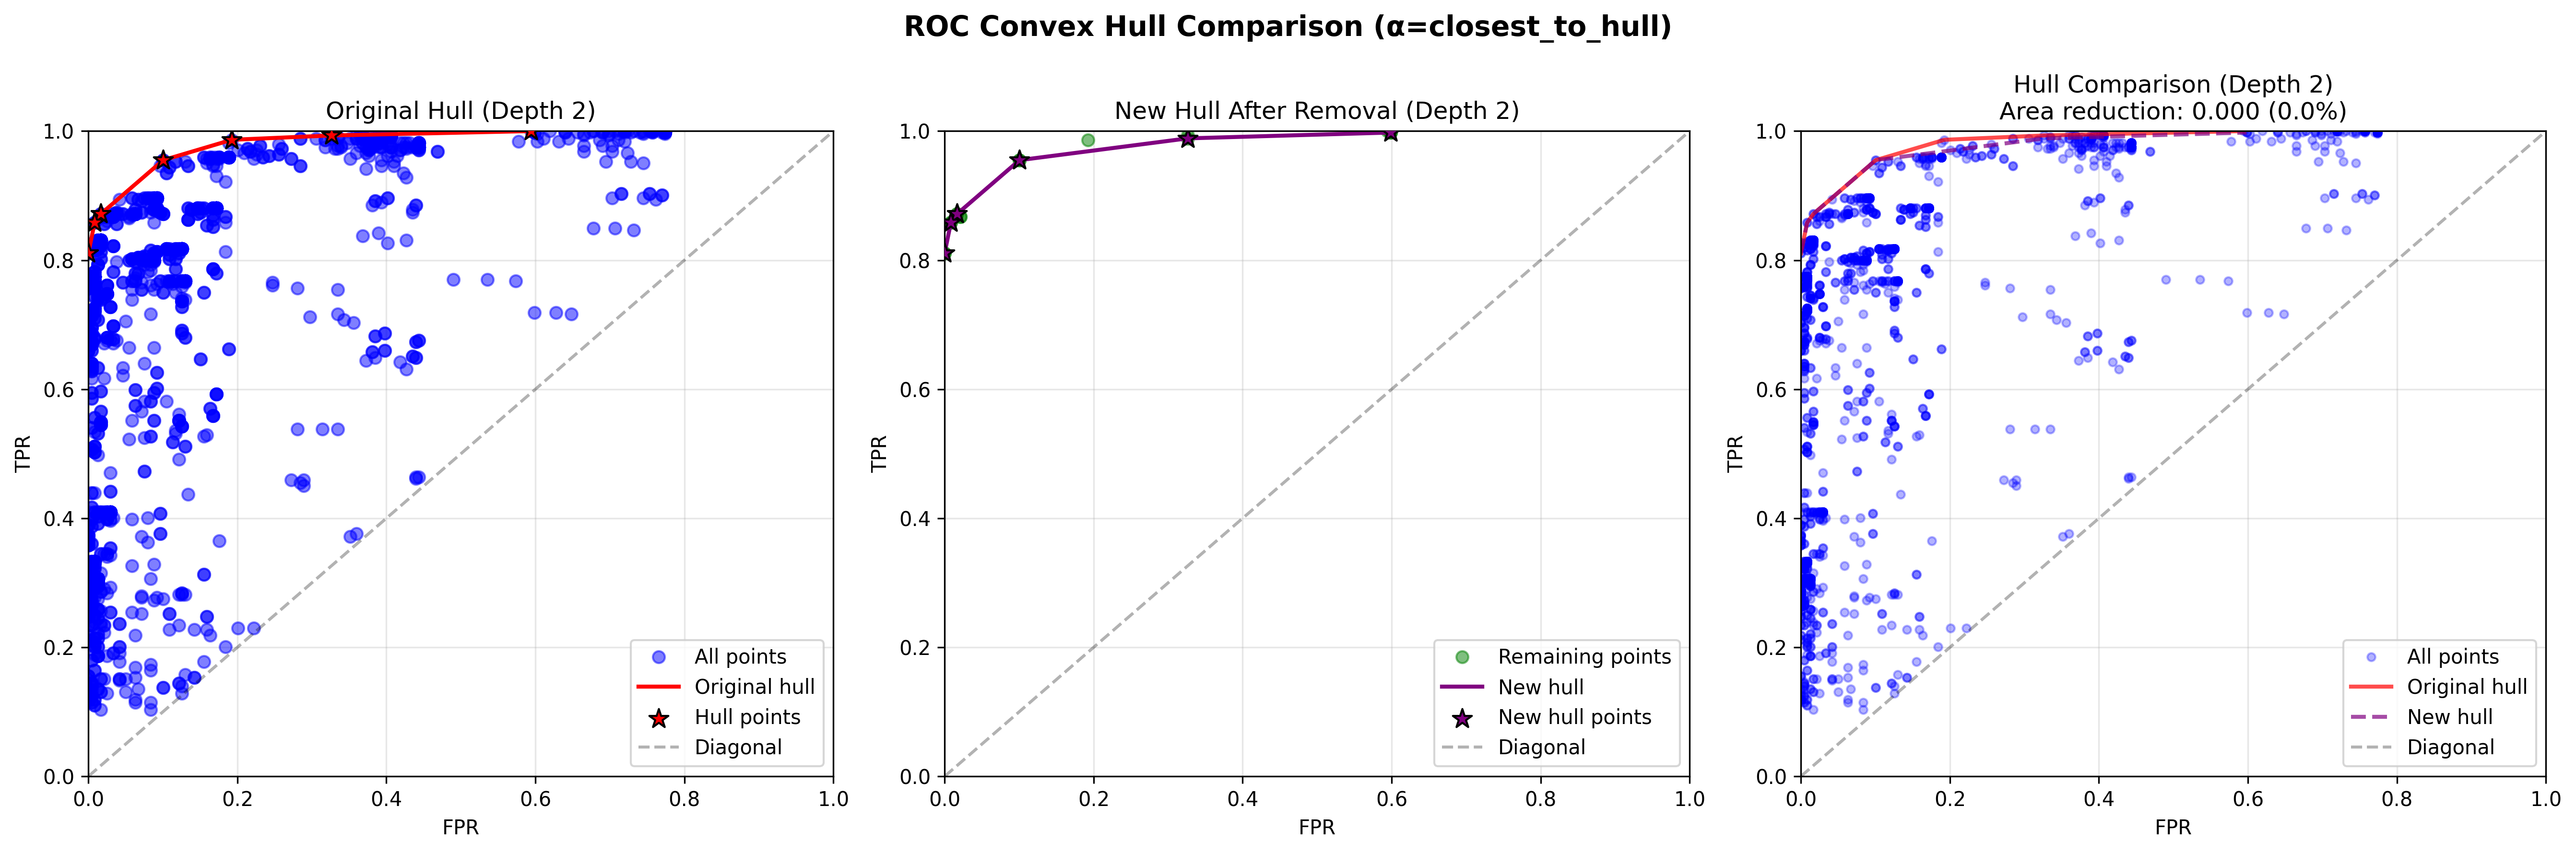 ROC Convex Hull Comparison (α=closest_to_hull)
Original Hull (Depth 2)
1.0
0.8
0.6
0.4
0.2
0.0
TPR
0.0 0.2 0.4 0.6 0.8 1.0
FPR
All points
Original hull
Hull points
Diagonal
New Hull After Removal (Depth 2)
1.0
0.8
0.6
0.4
0.2
0.0
TPR
0.0 0.2 0.4 0.6 0.8 1.0
FPR
Remaining points
New hull
New hull points
Diagonal
Hull Comparison (Depth 2)
Area reduction: 0.000 (0.0%)
1.0
0.8
0.6
0.4
0.2
0.0
TPR
0.0 0.2 0.4 0.6 0.8 1.0
FPR
All points
Original hull
New hull
Diagonal